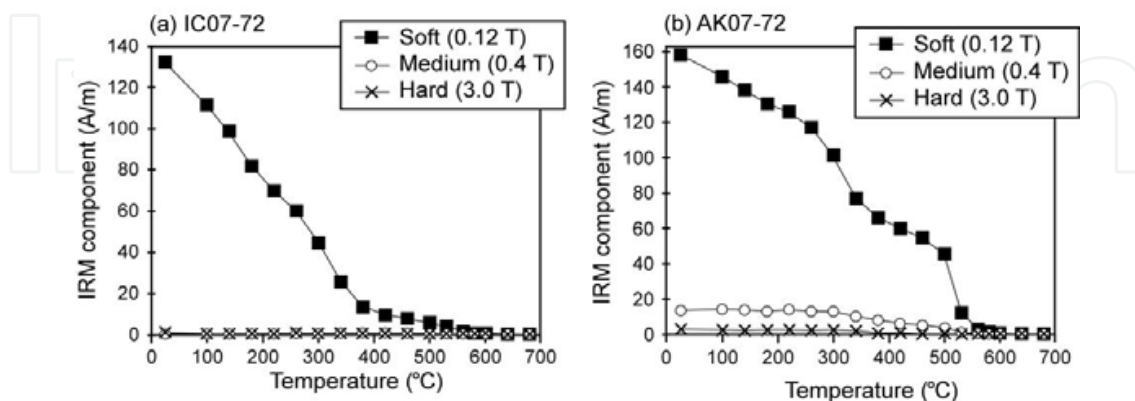 (a) IC07-72
Soft (0.12 T)
Medium (0.4 T)
Hard (3.0 T)
IRM component (A/m)
140
120
100
80
60
40
20
0
0 100 200 300 400 500 600 700
Temperature (°C)
(b) AK07-72
Soft (0.12 T)
Medium (0.4 T)
Hard (3.0 T)
IRM component (A/m)
160
140
120
100
80
60
40
20
0
0 100 200 300 400 500 600 700
Temperature (°C)